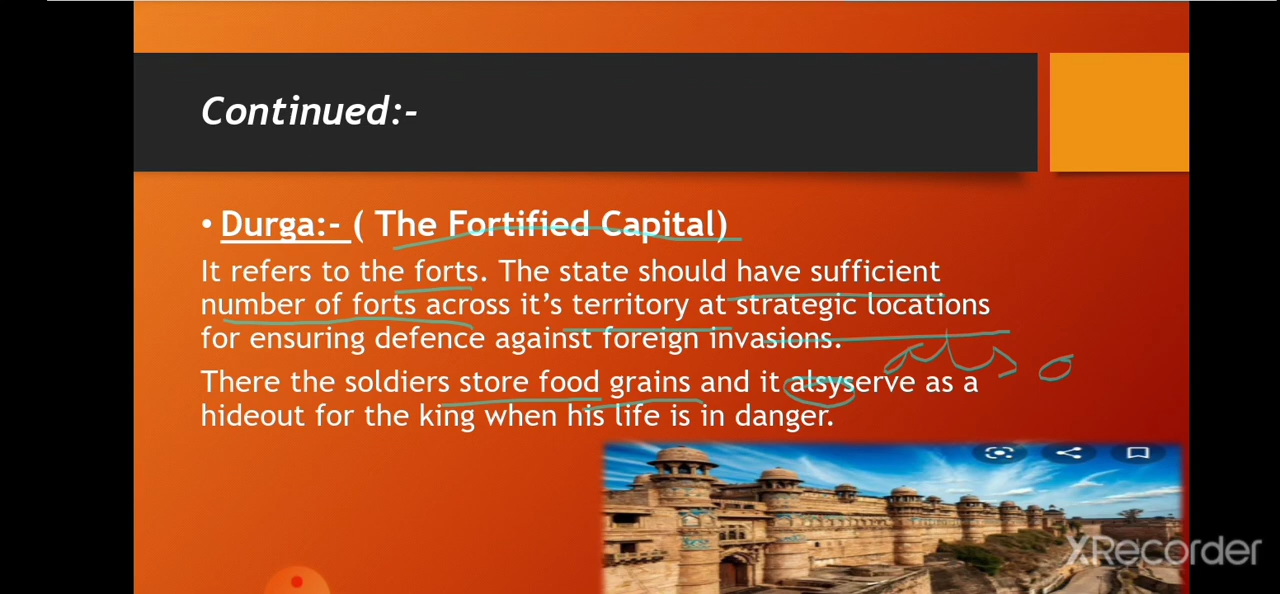 Continued:-
• Durga:- ( The Fortified Capital)
It refers to the forts. The state should have sufficient
number of forts across it's territory at strategic locations
for ensuring defence against foreign invasions.
also
There the soldiers store food grains and it alsyserve as a
hideout for the king when his life is in danger.
XRecorder